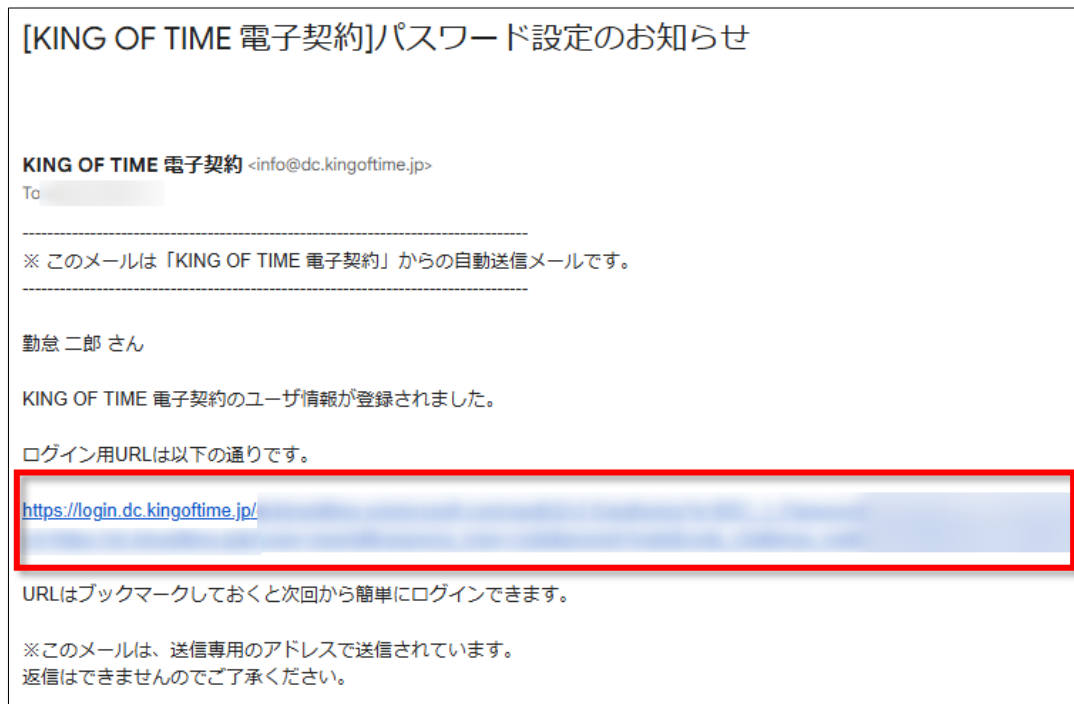 [KING OF TIME 電子契約]パスワード設定のお知らせ
KING OF TIME 電子契約 <info@dc.kingoftime.jp>
To
--------------------------------------------------------------------------------
※ このメールは「KING OF TIME 電子契約」からの自動送信メールです。
--------------------------------------------------------------------------------
勤怠 二郎 さん
KING OF TIME 電子契約のユーザ情報が登録されました。
ログイン用URLは以下の通りです。
https://login.dc.kingoftime.jp/
URLはブックマークしておくと次回から簡単にログインできます。
※このメールは、送信専用のアドレスで送信されています。
返信はできませんのでご了承ください。